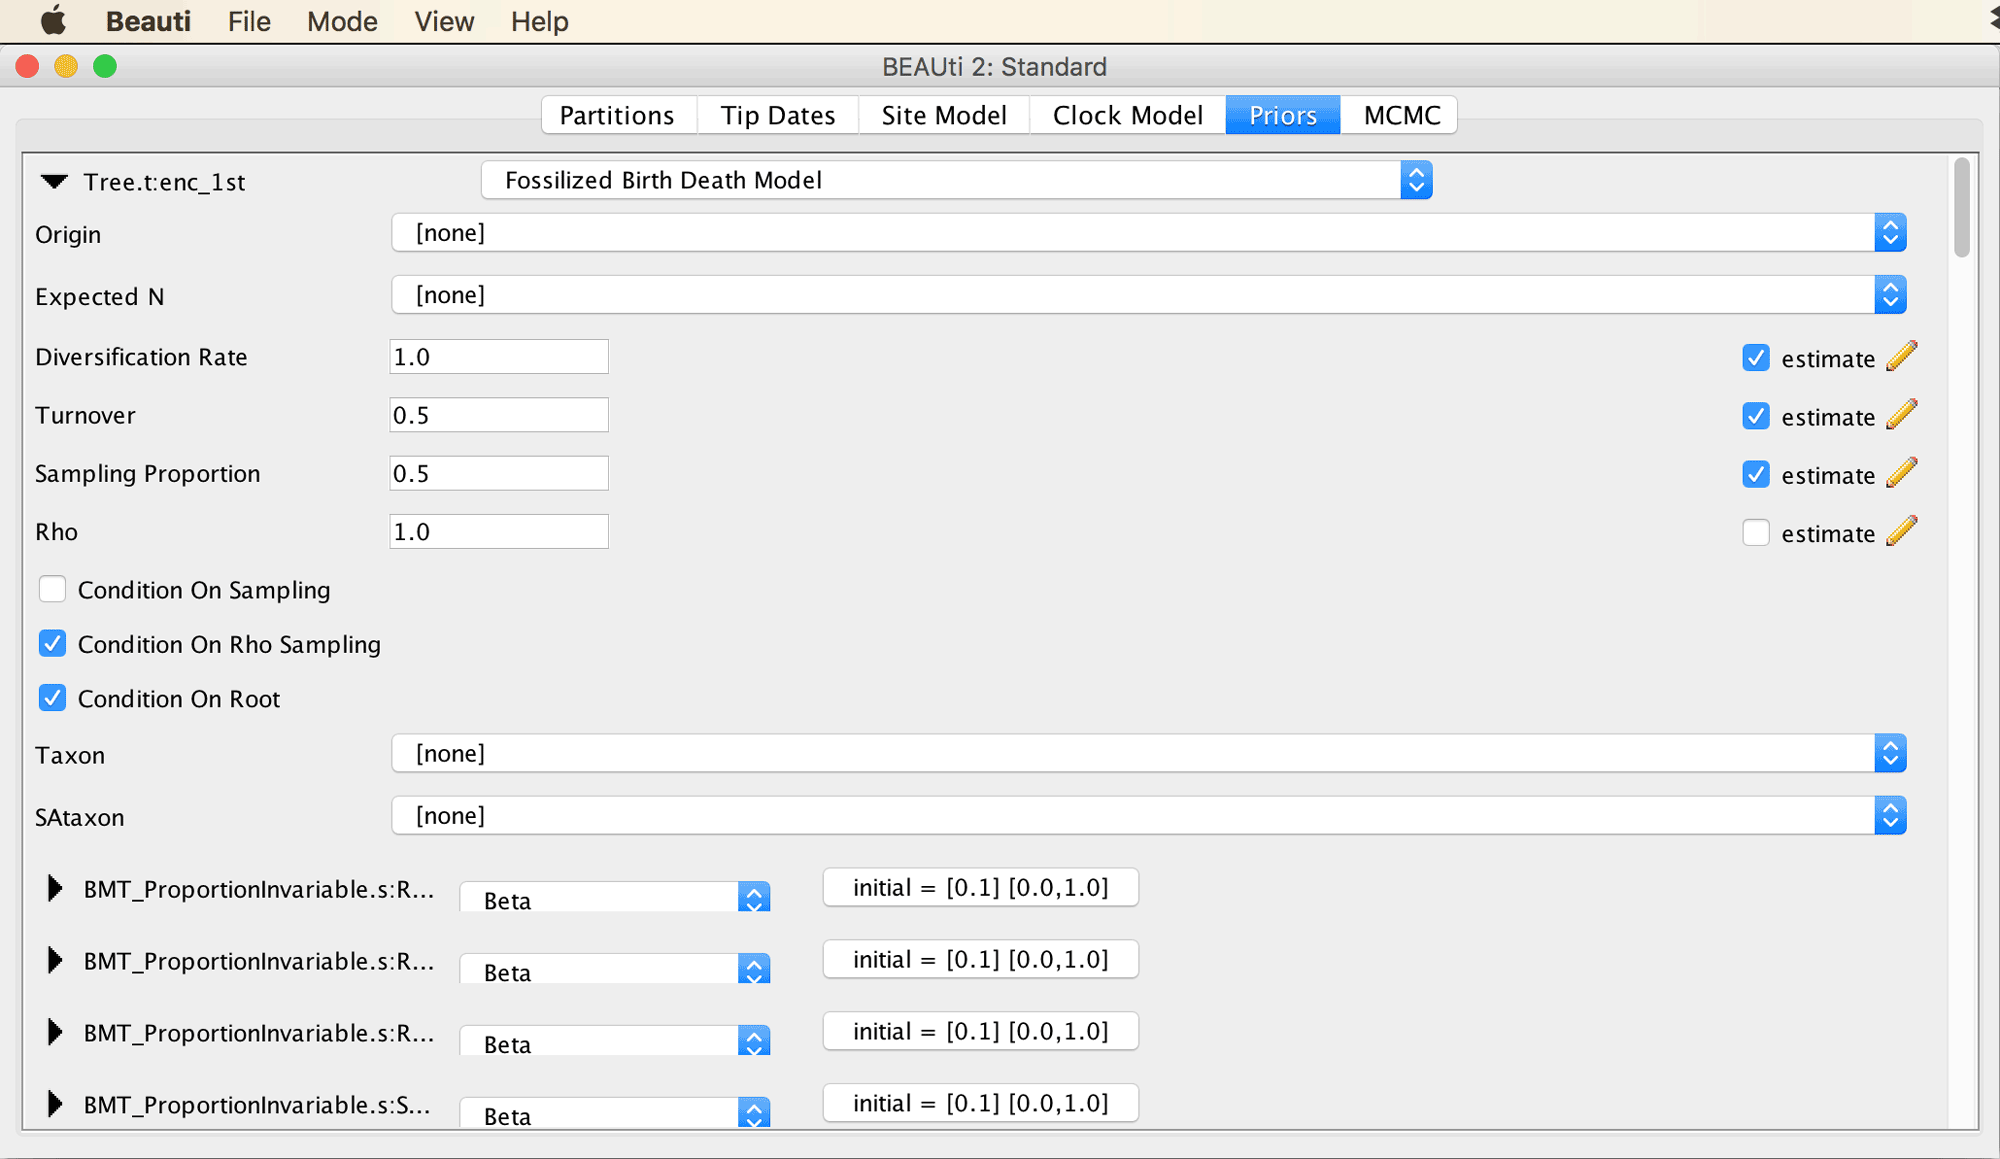 Beauti File Mode View Help
BEAUti 2: Standard
Partitions Tip Dates Site Model Clock Model Priors MCMC
Tree.t:enc_1st Fossilized Birth Death Model
Origin [none]
Expected N [none]
Diversification Rate 1.0 estimate
Turnover 0.5 estimate
Sampling Proportion 0.5 estimate
Rho 1.0 estimate
Condition On Sampling
Condition On Rho Sampling
Condition On Root
Taxon [none]
SAtaxon [none]
BMT_ProportionInvariable.s:R... Beta initial = [0.1] [0.0,1.0]
BMT_ProportionInvariable.s:R... Beta initial = [0.1] [0.0,1.0]
BMT_ProportionInvariable.s:R... Beta initial = [0.1] [0.0,1.0]
BMT_ProportionInvariable.s:S... Beta initial = [0.1] [0.0,1.0]